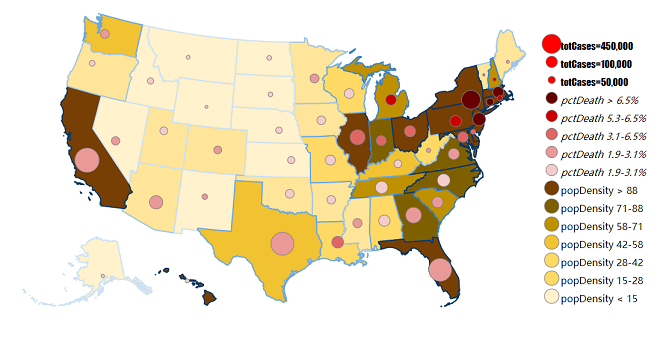 totCases=450,000
totCases=100,000
totCases=50,000
pctDeath > 6.5%
pctDeath 5.3-6.5%
pctDeath 3.1-6.5%
pctDeath 1.9-3.1%
pctDeath 1.9-3.1%
popDensity > 88
popDensity 71-88
popDensity 58-71
popDensity 42-58
popDensity 28-42
popDensity 15-28
popDensity < 15